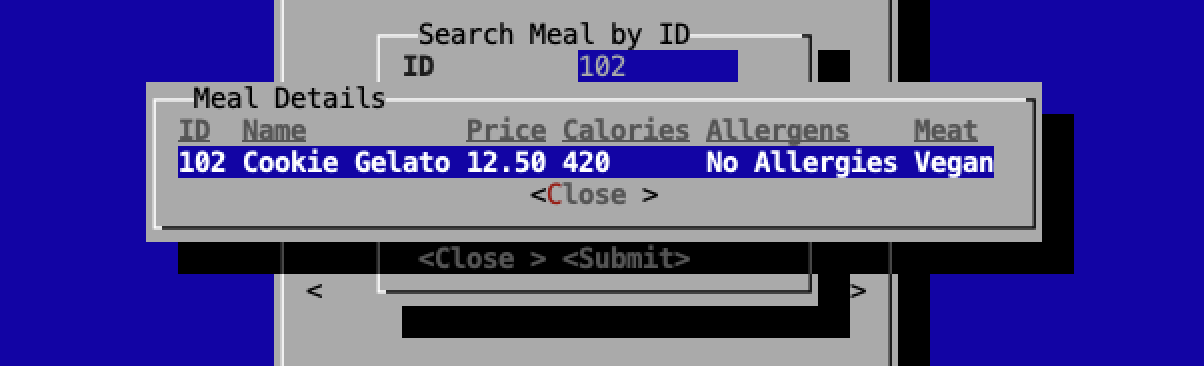 Search Meal by ID
ID 102
Meal Details
ID Name Price Calories Allergens Meat
102 Cookie Gelato 12.50 420 No Allergies Vegan
<Close >
<Close > <Submit>
< >